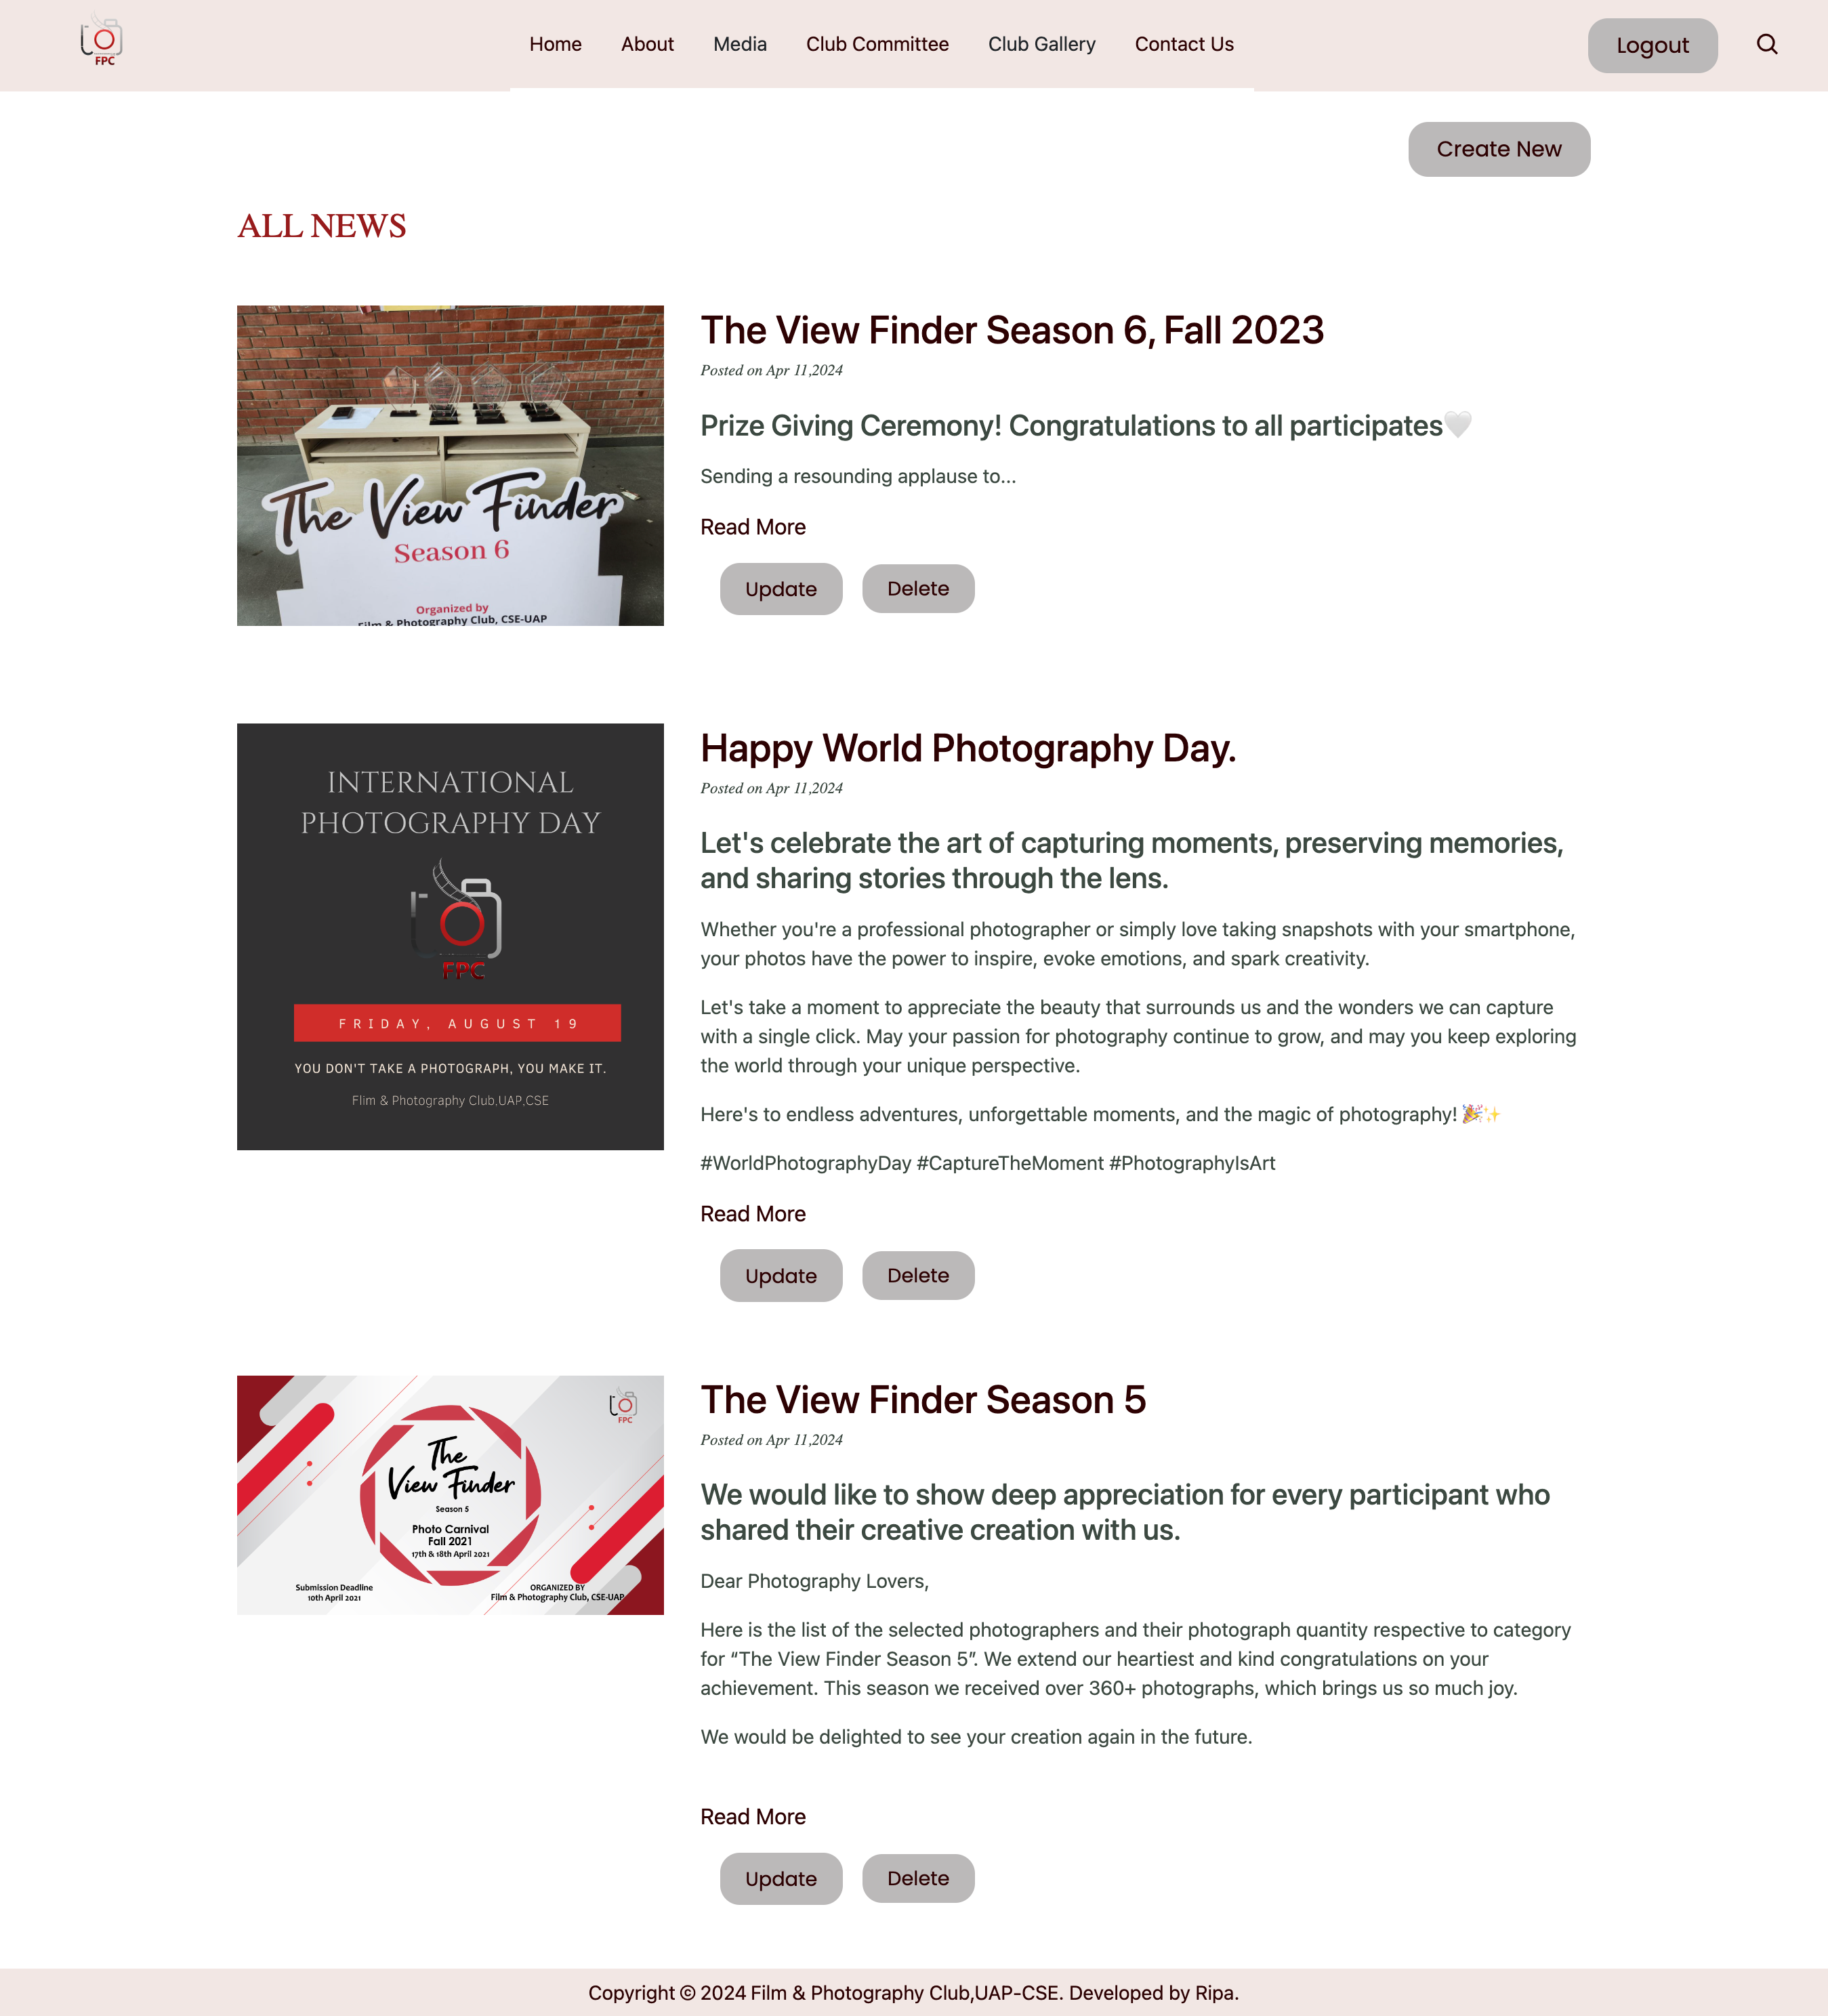 FPC
Home About Media Club Committee Club Gallery Contact Us
Logout
Create New
ALL NEWS
The View Finder
Season 6
Organized by
Film & Photography Club, CSE-UAP
The View Finder Season 6, Fall 2023
Posted on Apr 11,2024
Prize Giving Ceremony! Congratulations to all participates🤍
Sending a resounding applause to...
Read More
Update Delete
INTERNATIONAL
PHOTOGRAPHY DAY
FPC
FRIDAY, AUGUST 19
YOU DON'T TAKE A PHOTOGRAPH, YOU MAKE IT.
Flim & Photography Club,UAP,CSE
Happy World Photography Day.
Posted on Apr 11,2024
Let's celebrate the art of capturing moments, preserving memories,
and sharing stories through the lens.
Whether you're a professional photographer or simply love taking snapshots with your smartphone,
your photos have the power to inspire, evoke emotions, and spark creativity.
Let's take a moment to appreciate the beauty that surrounds us and the wonders we can capture
with a single click. May your passion for photography continue to grow, and may you keep exploring
the world through your unique perspective.
Here's to endless adventures, unforgettable moments, and the magic of photography! 🎉✨
#WorldPhotographyDay #CaptureTheMoment #PhotographyIsArt
Read More
Update Delete
FPC
The
View Finder
Season 5
Photo Carnival
Fall 2021
17th & 18th April 2021
Submission Deadline
10th April 2021
ORGANIZED BY
Film & Photography Club, CSE-UAP
The View Finder Season 5
Posted on Apr 11,2024
We would like to show deep appreciation for every participant who
shared their creative creation with us.
Dear Photography Lovers,
Here is the list of the selected photographers and their photograph quantity respective to category
for “The View Finder Season 5”. We extend our heartiest and kind congratulations on your
achievement. This season we received over 360+ photographs, which brings us so much joy.
We would be delighted to see your creation again in the future.
Read More
Update Delete
Copyright © 2024 Film & Photography Club,UAP-CSE. Developed by Ripa.